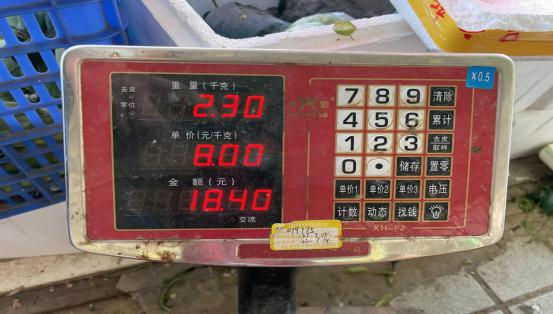 X0.5
重量(千克)
去皮
零位
2.30
单价(元/千克)
8.00
金额(元)
18.40
交流
7 8 9 清除
4 5 6 累计
1 2 3 去皮 取样
0 • 储存 置零
单价1 单价2 单价3 电压
计数 动态 找钱
XH-F2